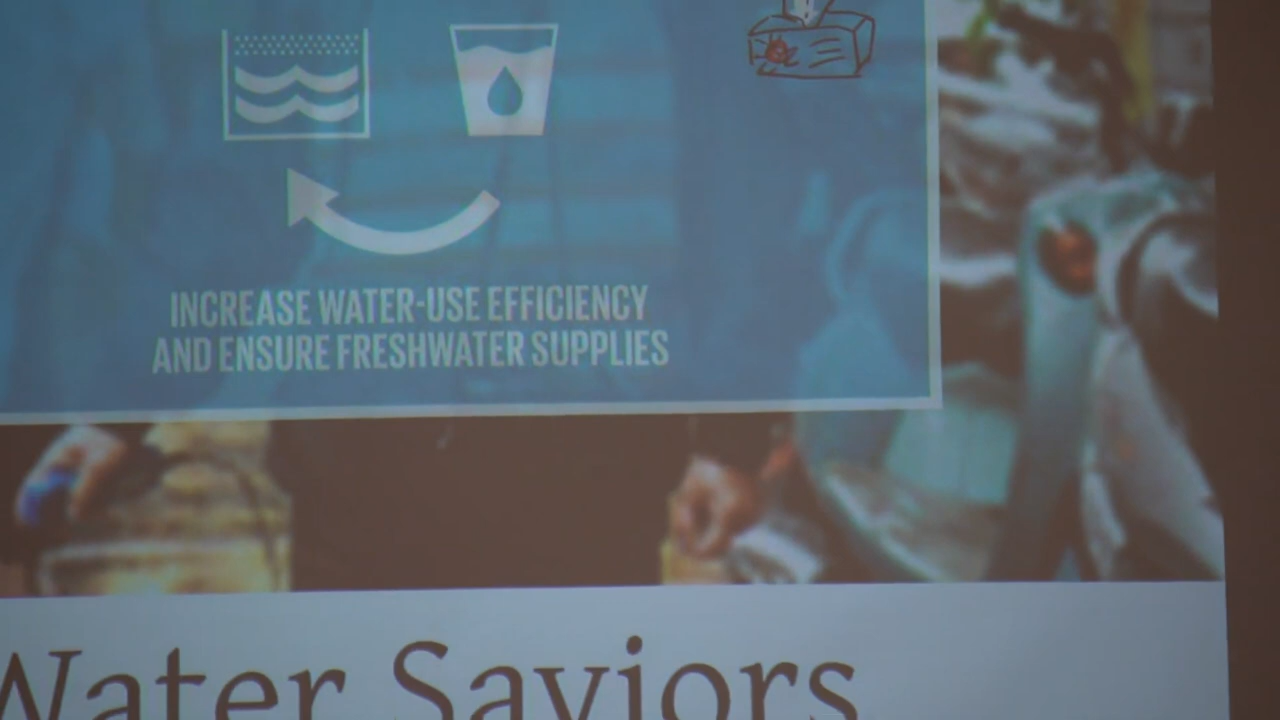 INCREASE WATER-USE EFFICIENCY
AND ENSURE FRESHWATER SUPPLIES
Water Saviors